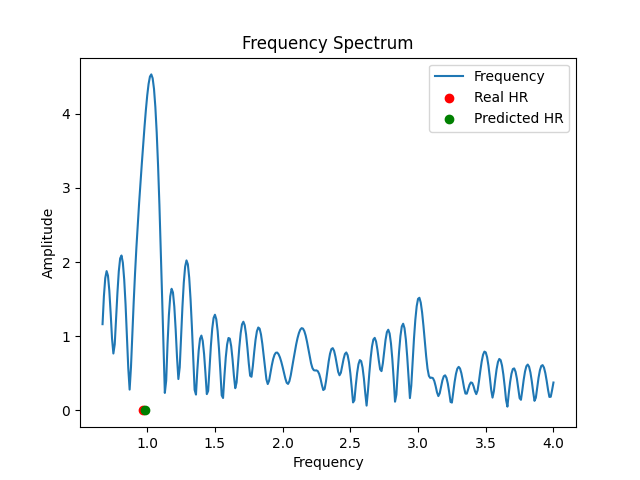 Frequency Spectrum
Frequency
Real HR
Predicted HR
Amplitude
4
3
2
1
0
1.0 1.5 2.0 2.5 3.0 3.5 4.0
Frequency